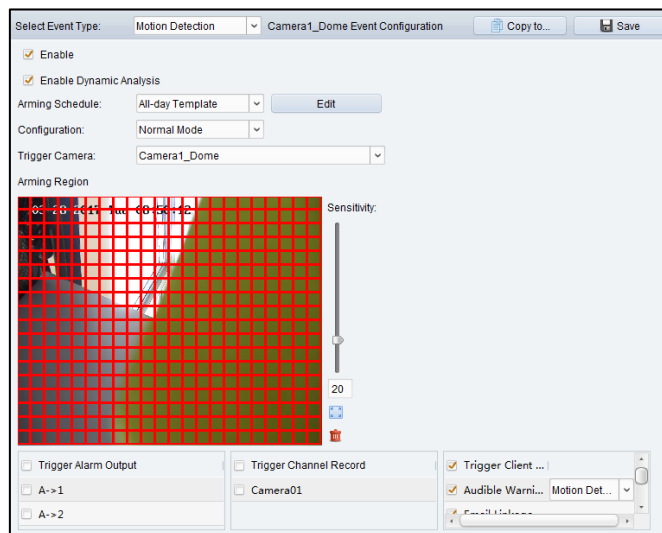 Select Event Type: Motion Detection Camera1_Dome Event Configuration Copy to... Save
Enable
Enable Dynamic Analysis
Arming Schedule: All-day Template Edit
Configuration: Normal Mode
Trigger Camera: Camera1_Dome
Arming Region
Sensitivity:
20
Trigger Alarm Output Trigger Channel Record Trigger Client ...
A->1 Camera01 Audible Warni... Motion Det...
A->2 Email Linkage